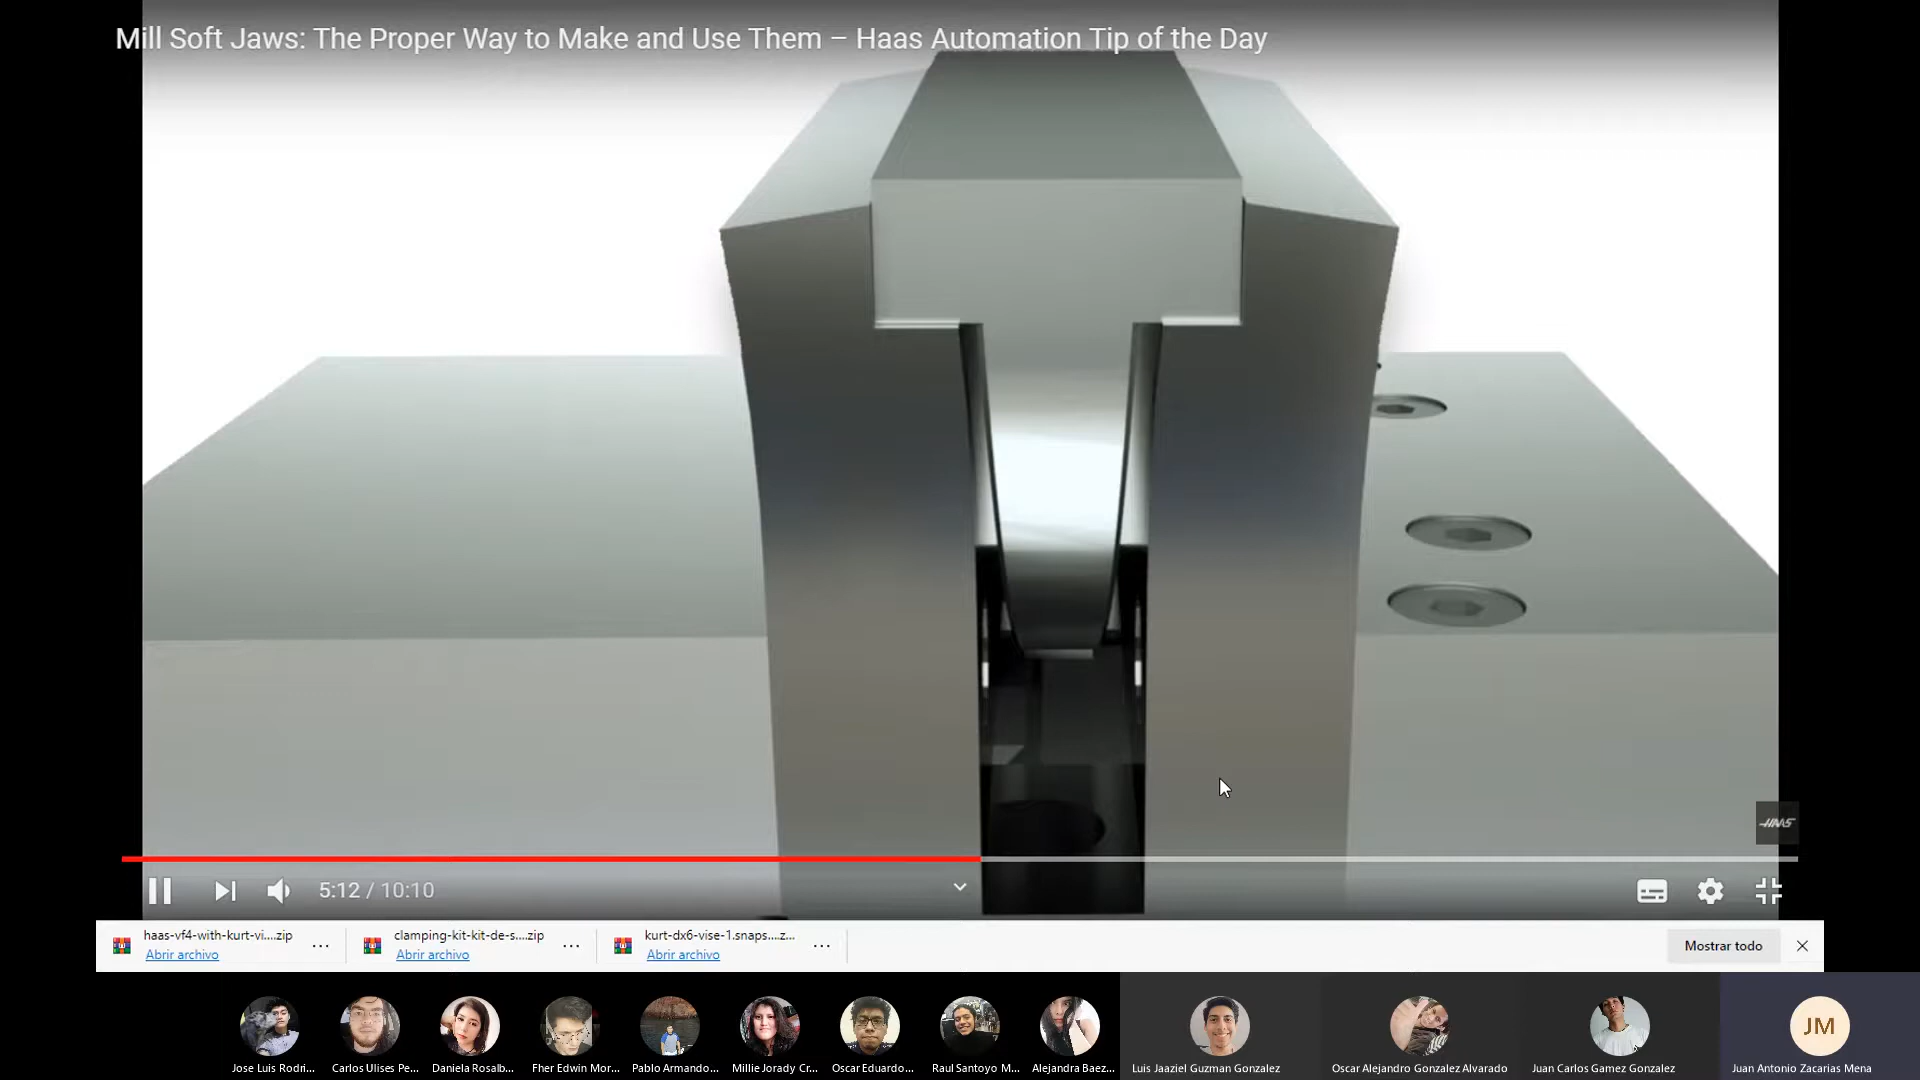 Mill Soft Jaws: The Proper Way to Make and Use Them – Haas Automation Tip of the Day
HAAS
5:12 / 10:10
haas-vf4-with-kurt-vi....zip
Abrir archivo
clamping-kit-kit-de-s....zip
Abrir archivo
kurt-dx6-vise-1.snaps....z...
Abrir archivo
Mostrar todo
JM
Jose Luis Rodri...
Carlos Ulises Pe...
Daniela Rosalb...
Fher Edwin Mor...
Pablo Armando...
Millie Jorady Cr...
Oscar Eduardo...
Raul Santoyo M...
Alejandra Baez...
Luis Jaaziel Guzman Gonzalez
Oscar Alejandro Gonzalez Alvarado
Juan Carlos Gamez Gonzalez
Juan Antonio Zacarias Mena